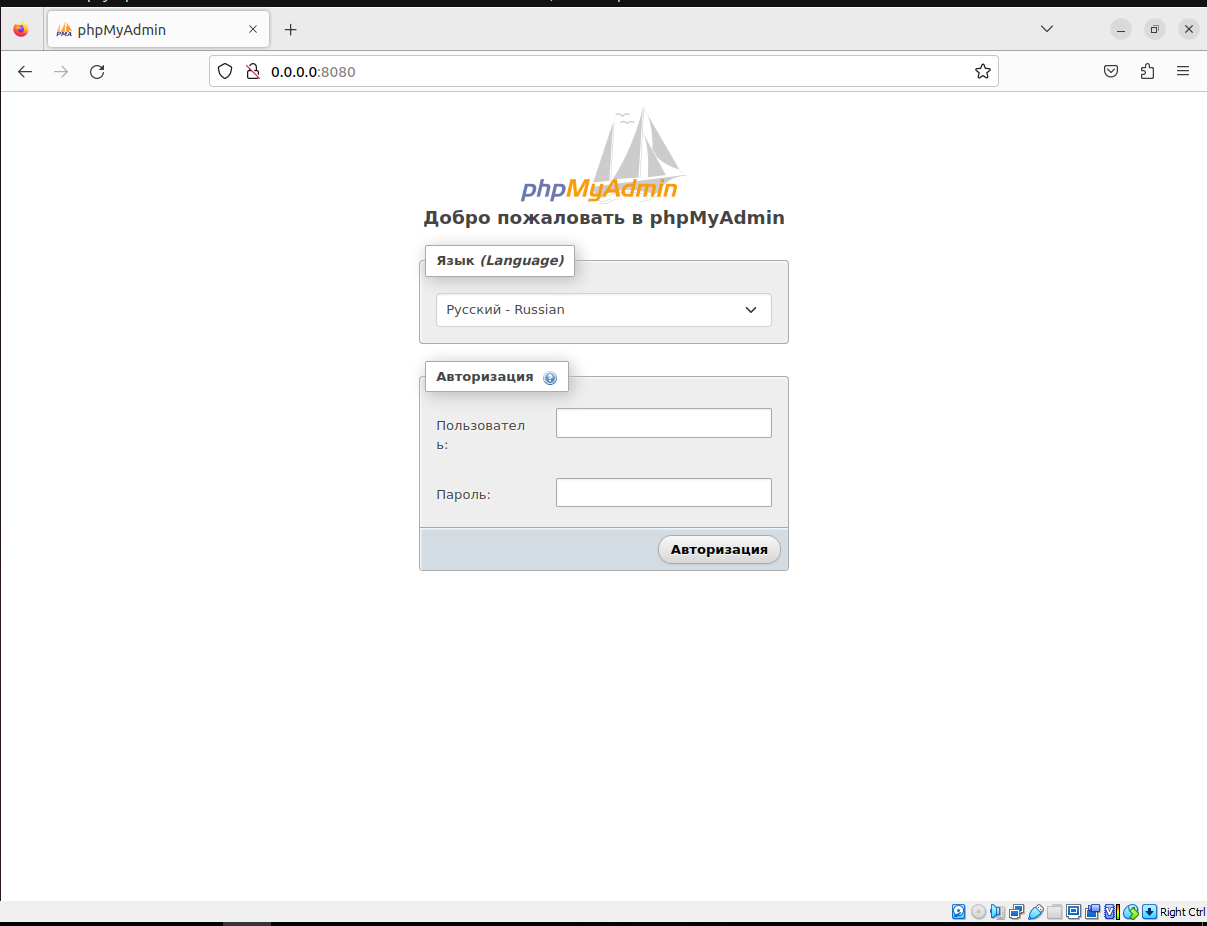 phpMyAdmin
0.0.0.0:8080
phpMyAdmin
Добро пожаловать в phpMyAdmin
Язык (Language)
Русский - Russian
Авторизация
Пользовател
ь:
Пароль:
Авторизация
Right Ctrl